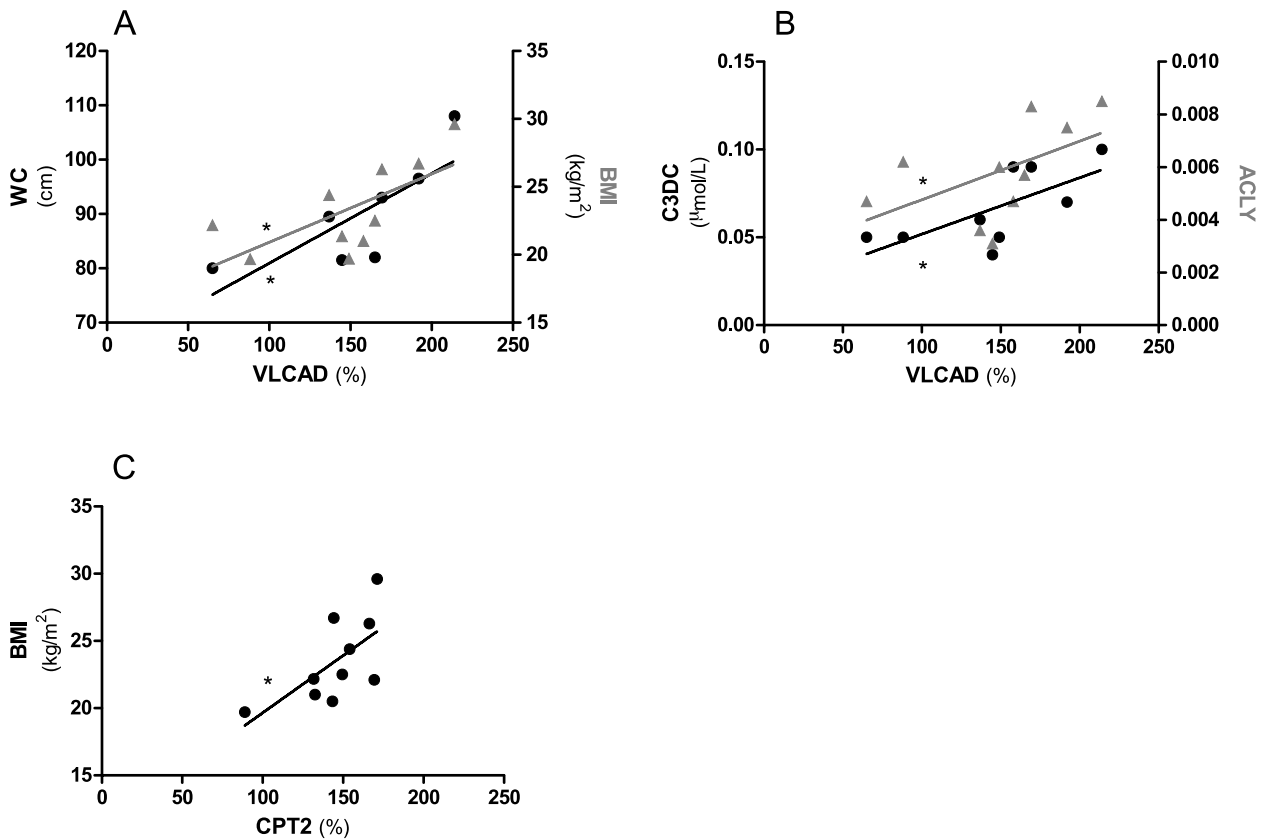 A
120
110
100
90
80
70
WC
(cm)
35
30
25
20
15
BMI
(kg/m²)
*
*
0 50 100 150 200 250
VLCAD (%)
B
0.15
0.10
0.05
0.00
C3DC
(µmol/L)
0.010
0.008
0.006
0.004
0.002
0.000
ACLY
*
*
0 50 100 150 200 250
VLCAD (%)
C
35
30
25
20
15
BMI
(kg/m²)
*
0 50 100 150 200 250
CPT2 (%)